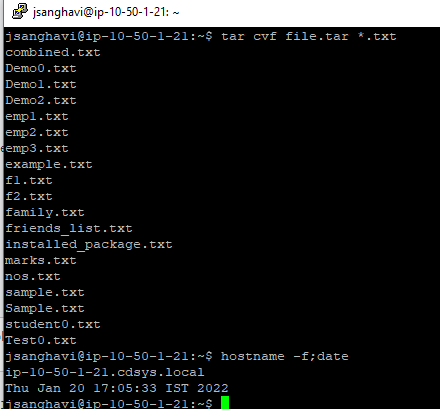 jsanghavi@ip-10-50-1-21: ~
jsanghavi@ip-10-50-1-21:~$ tar cvf file.tar *.txt
combined.txt
Demo0.txt
Demo1.txt
Demo2.txt
emp1.txt
emp2.txt
emp3.txt
example.txt
f1.txt
f2.txt
family.txt
friends_list.txt
installed_package.txt
marks.txt
nos.txt
sample.txt
Sample.txt
student0.txt
Test0.txt
jsanghavi@ip-10-50-1-21:~$ hostname -f;date
ip-10-50-1-21.cdsys.local
Thu Jan 20 17:05:33 IST 2022
jsanghavi@ip-10-50-1-21:~$